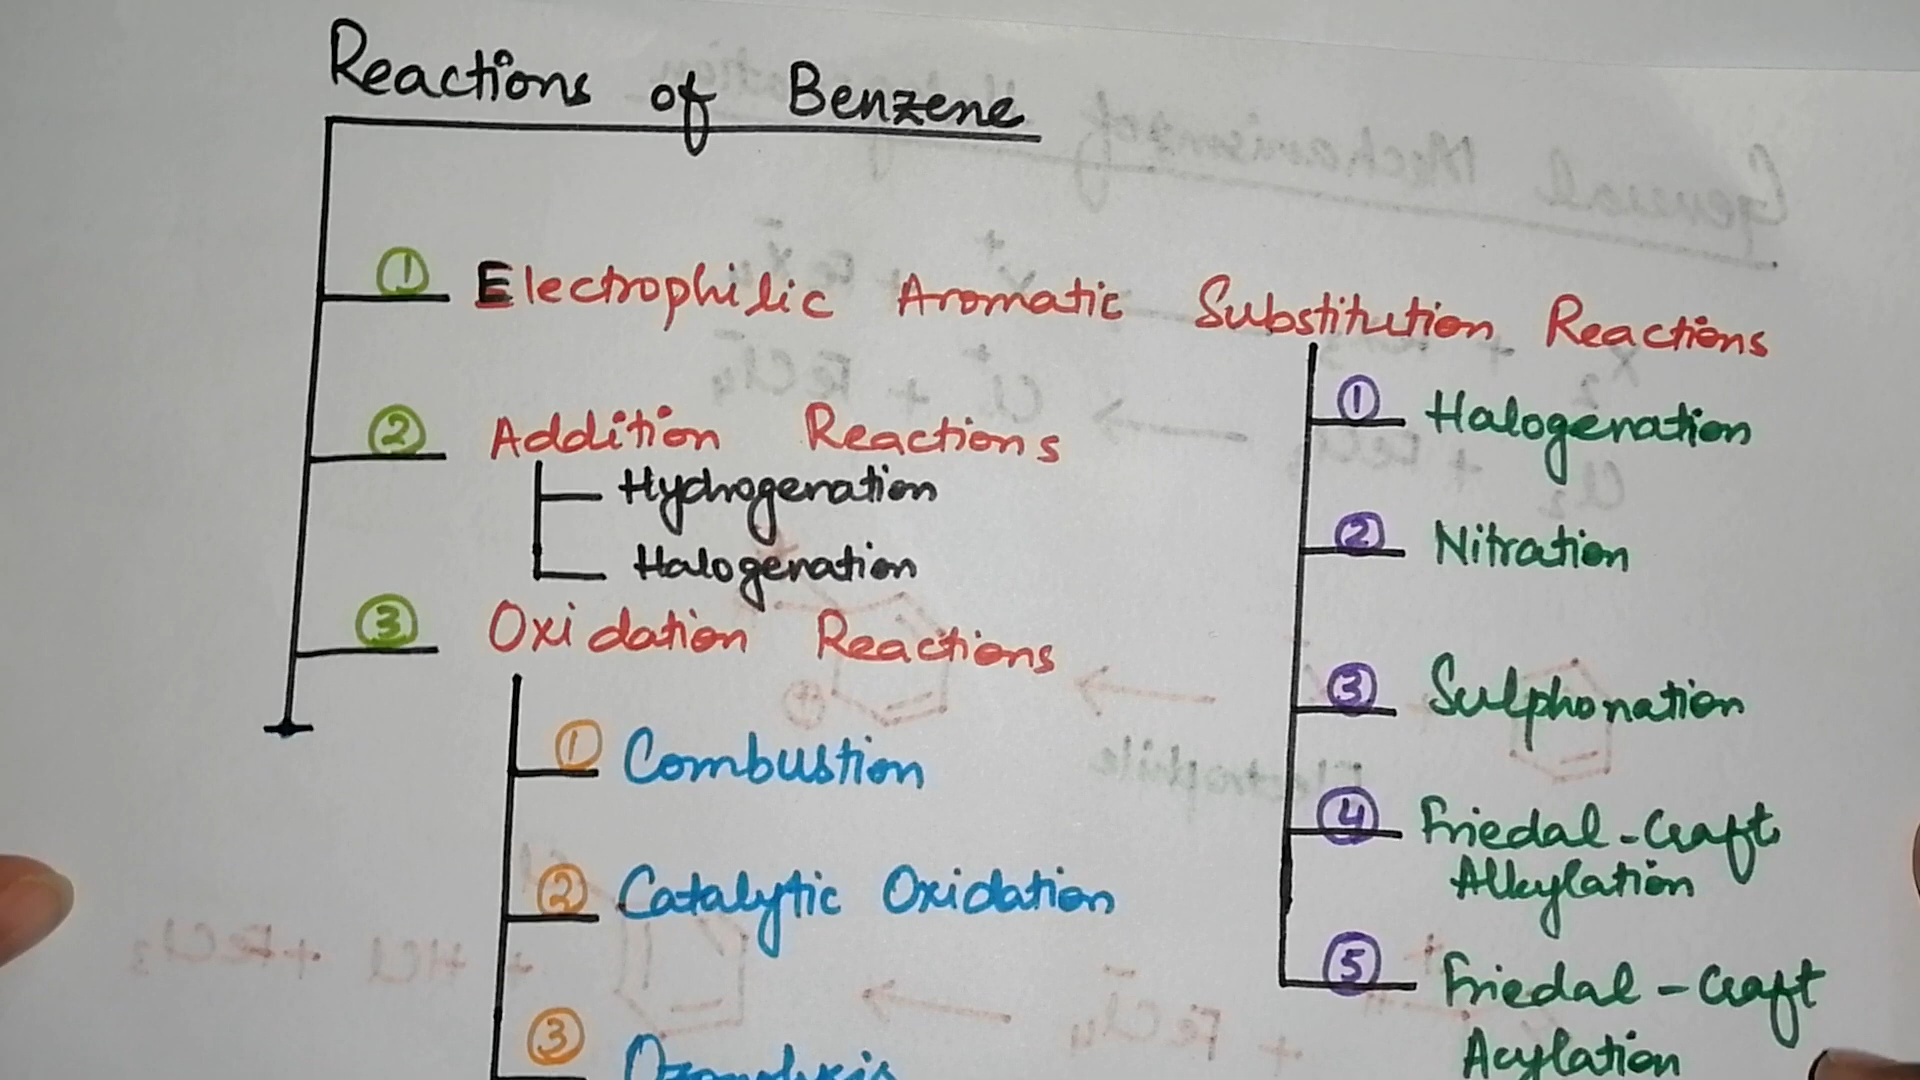 Reactions of Benzene
① Electrophilic Aromatic Substitution Reactions
① Halogenation
② Nitration
③ Sulphonation
④ Friedal-Craft
Alkylation
⑤ Friedal-Craft
Acylation
② Addition Reactions
Hydrogenation
Halogenation
③ Oxidation Reactions
① Combustion
② Catalytic Oxidation
③ Ozonolysis